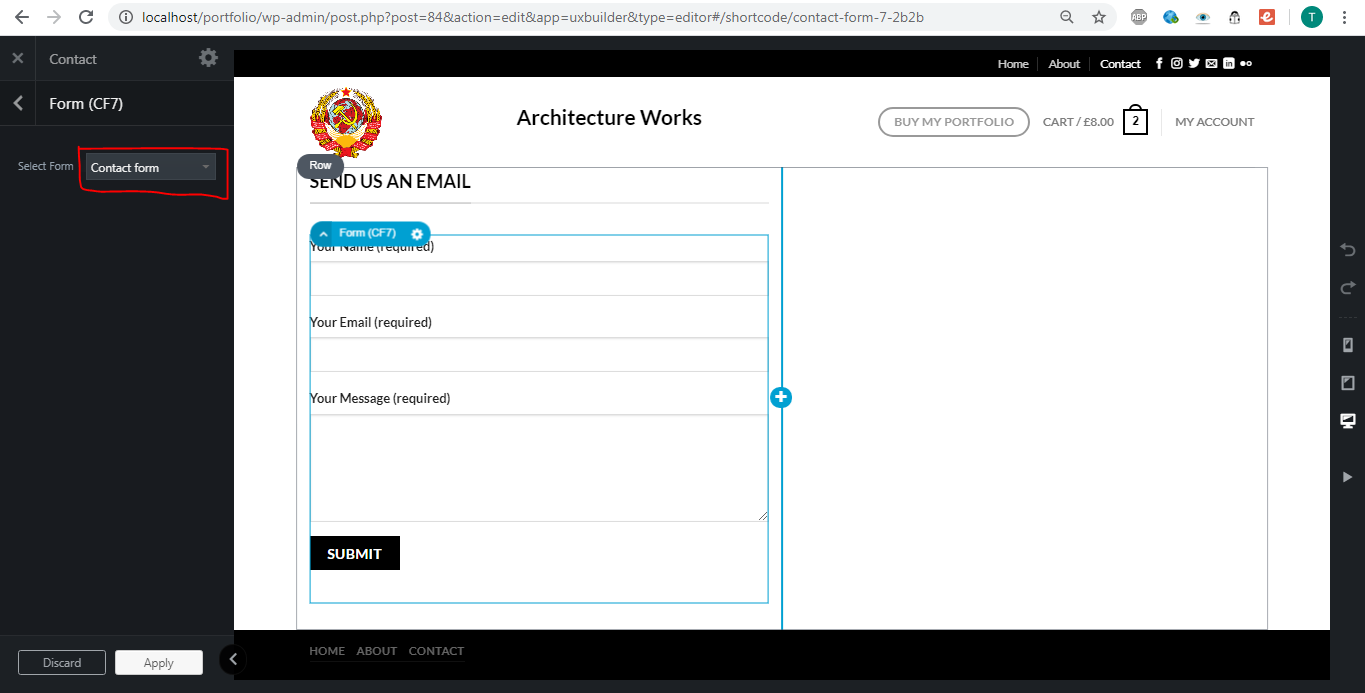 localhost/portfolio/wp-admin/post.php?post=84&action=edit&app=uxbuilder&type=editor#/shortcode/contact-form-7-2b2b
ABP
T
Contact
Form (CF7)
Select Form
Contact form
Discard
Apply
Home
About
Contact
Architecture Works
BUY MY PORTFOLIO
CART / £8.00
2
MY ACCOUNT
Row
SEND US AN EMAIL
Form (CF7)
Your Name (required)
Your Email (required)
Your Message (required)
SUBMIT
HOME
ABOUT
CONTACT